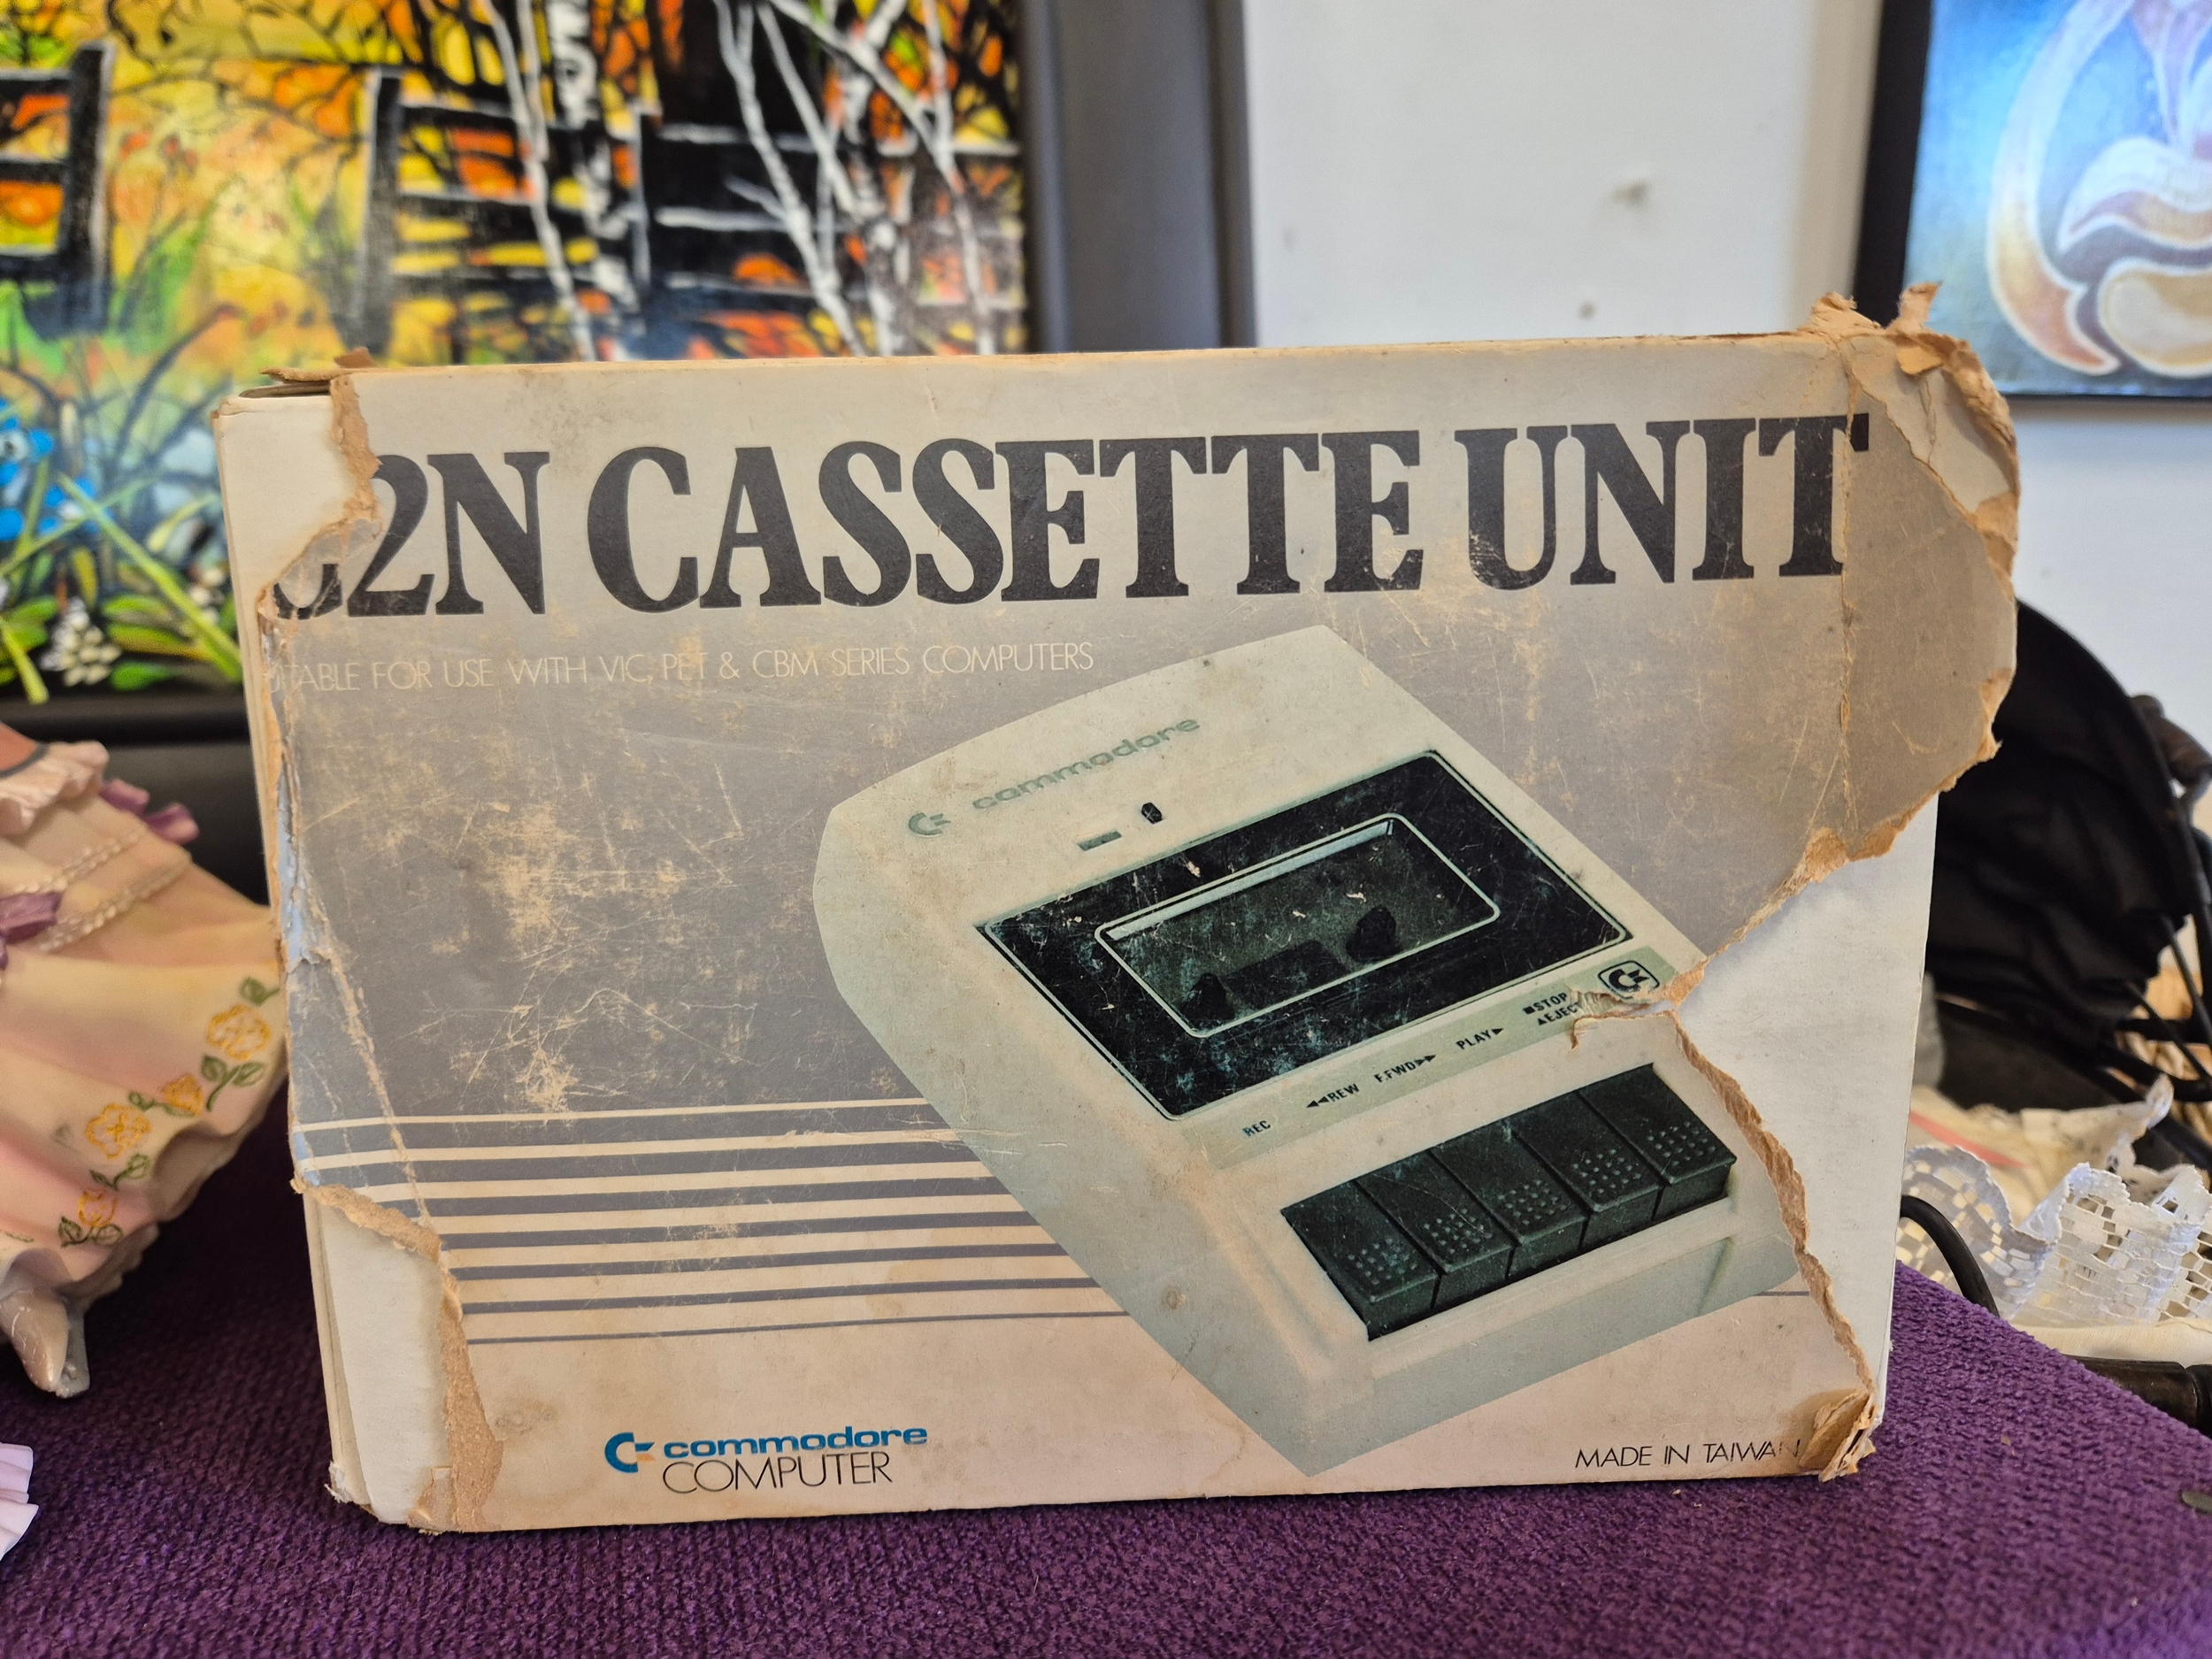 C2N CASSETTE UNIT
TABLE FOR USE WITH VIC, PET & CBM SERIES COMPUTERS
commodore
STOP
PLAY
EJECT
F.FWD
REW
REC
commodore
COMPUTER
MADE IN TAIWAN